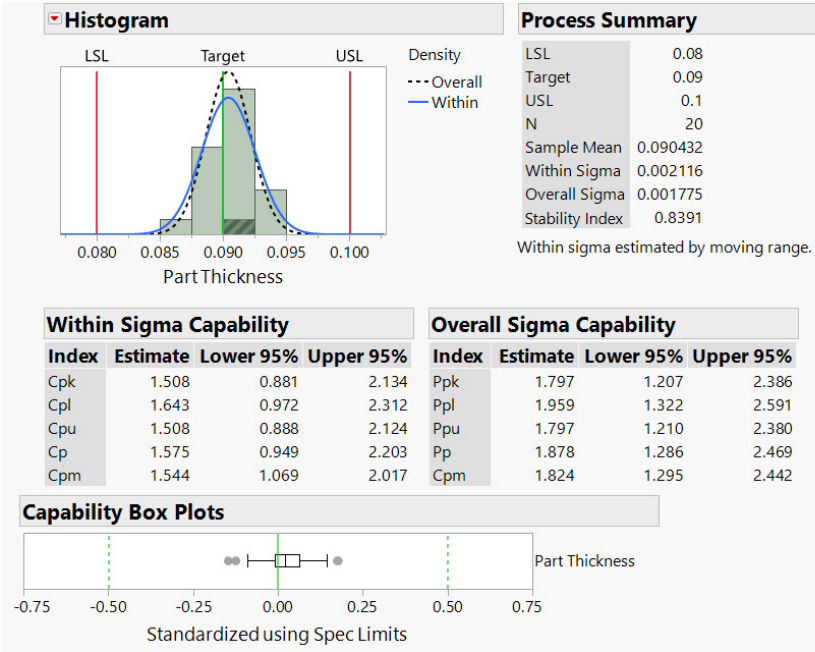 Histogram
LSL Target USL
Density
Overall
Within
0.080 0.085 0.090 0.095 0.100
Part Thickness
Process Summary
LSL 0.08
Target 0.09
USL 0.1
N 20
Sample Mean 0.090432
Within Sigma 0.002116
Overall Sigma 0.001775
Stability Index 0.8391
Within sigma estimated by moving range.
Within Sigma Capability
Index Estimate Lower 95% Upper 95%
Cpk 1.508 0.881 2.134
Cpl 1.643 0.972 2.312
Cpu 1.508 0.888 2.124
Cp 1.575 0.949 2.203
Cpm 1.544 1.069 2.017
Overall Sigma Capability
Index Estimate Lower 95% Upper 95%
Ppk 1.797 1.207 2.386
Ppl 1.959 1.322 2.591
Ppu 1.797 1.210 2.380
Pp 1.878 1.286 2.469
Cpm 1.824 1.295 2.442
Capability Box Plots
Part Thickness
-0.75 -0.50 -0.25 0.00 0.25 0.50 0.75
Standardized using Spec Limits